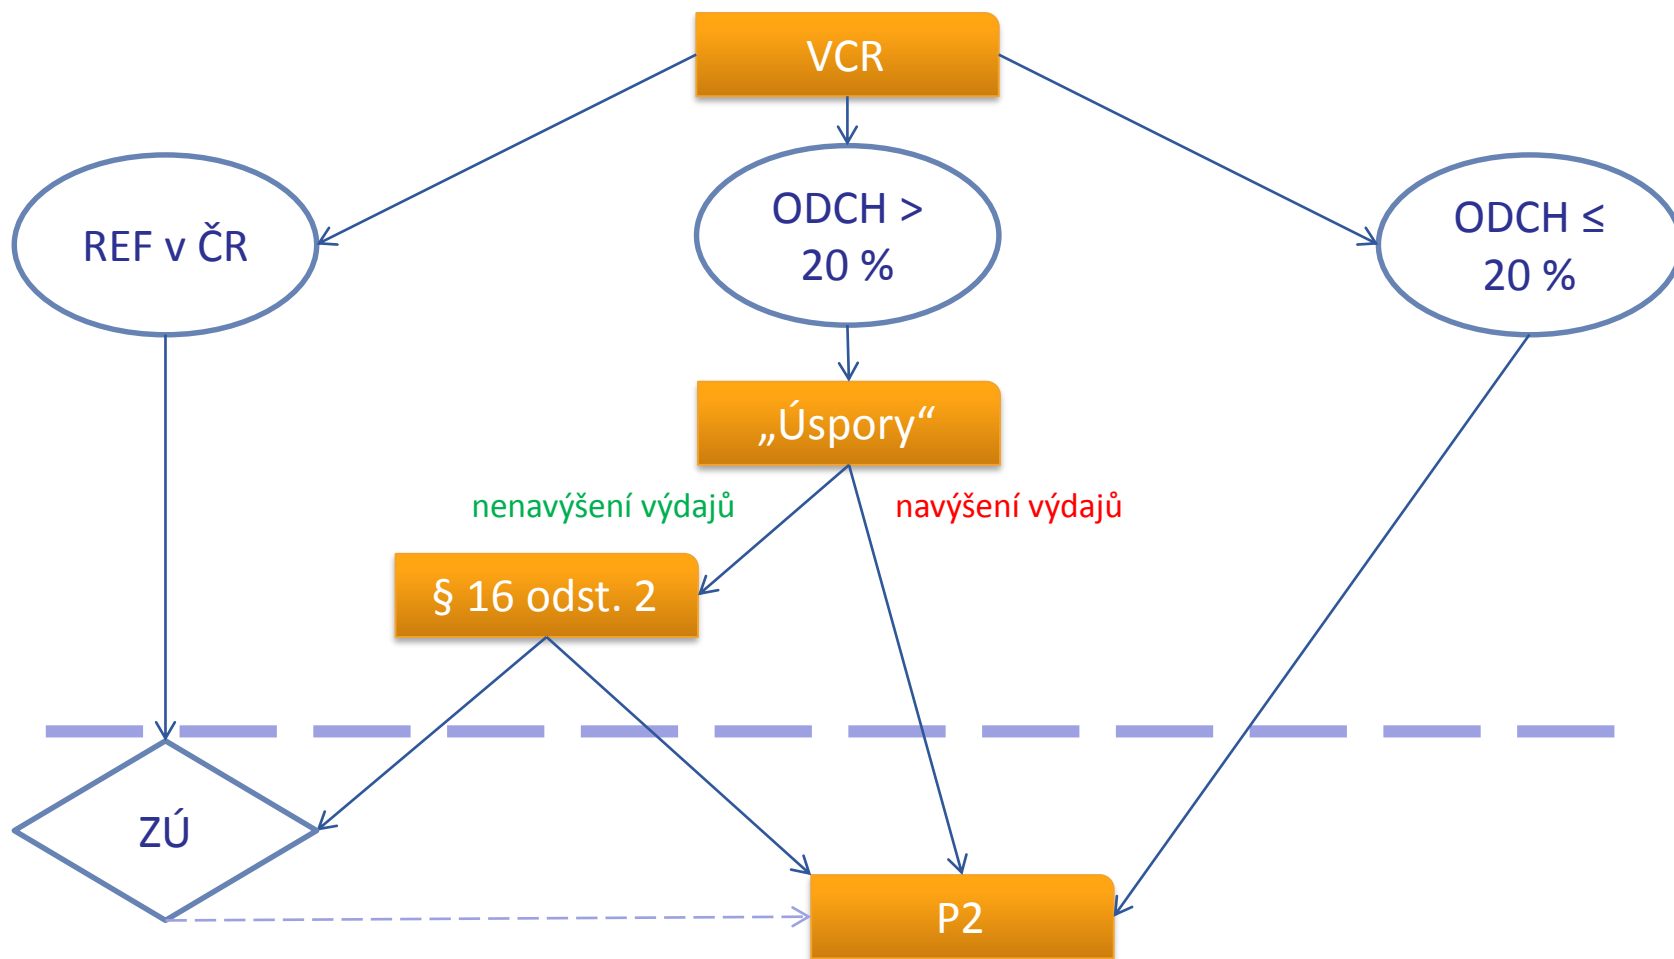 VCR
REF v ČR
ODCH >
20 %
ODCH ≤
20 %
„Úspory“
nenavýšení výdajů
navýšení výdajů
§ 16 odst. 2
ZÚ
P2